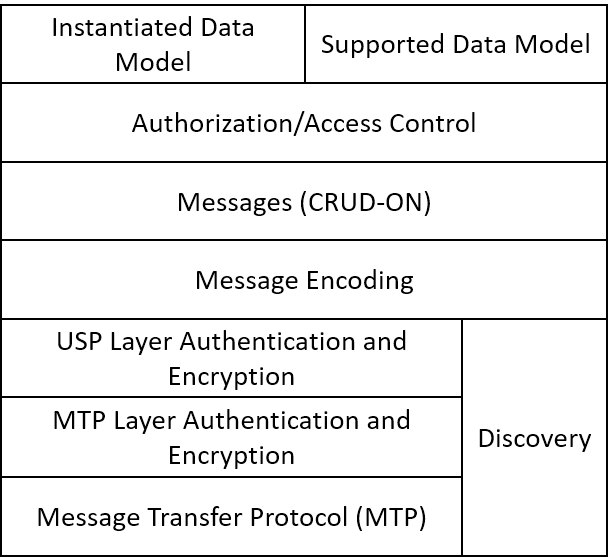 Instantiated Data
Model
Supported Data Model
Authorization/Access Control
Messages (CRUD-ON)
Message Encoding
USP Layer Authentication and
Encryption
MTP Layer Authentication and
Encryption
Discovery
Message Transfer Protocol (MTP)